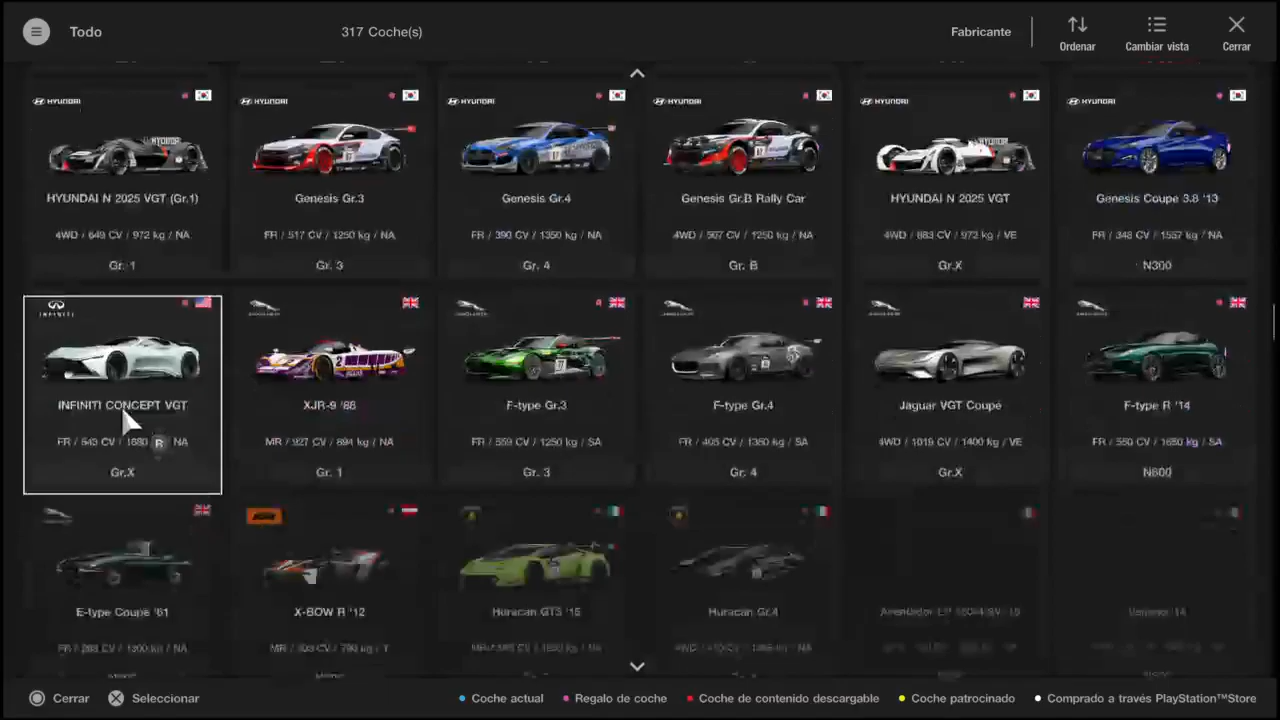 Todo
317 Coche(s)
Fabricante
Ordenar
Cambiar vista
Cerrar
HYUNDAI HYUNDAI HYUNDAI HYUNDAI HYUNDAI HYUNDAI
HYUNDAI N 2025 VGT (Gr.1) Genesis Gr.3 Genesis Gr.4 Genesis Gr.B Rally Car HYUNDAI N 2025 VGT Genesis Coupe 3.8 '13
4WD / 649 CV / 972 kg / NA FR / 517 CV / 1250 kg / NA FR / 390 CV / 1350 kg / NA 4WD / 507 CV / 1250 kg / NA 4WD / 883 CV / 972 kg / VE FR / 348 CV / 1557 kg / NA
Gr. 1 Gr. 3 Gr. 4 Gr. B Gr.X N300
INFINITI
INFINITI CONCEPT VGT XJR-9 '88 F-type Gr.3 F-type Gr.4 Jaguar VGT Coupé F-type R '14
FR / 543 CV / 1680 R NA MR / 927 CV / 894 kg / NA FR / 559 CV / 1250 kg / SA FR / 405 CV / 1350 kg / SA 4WD / 1019 CV / 1400 kg / VE FR / 550 CV / 1650 kg / SA
Gr.X Gr. 1 Gr. 3 Gr. 4 Gr.X N600
E-type Coupé '61 X-BOW R '12 Huracán GT3 '15 Huracán Gr.4
Cerrar
Seleccionar
Coche actual
Regalo de coche
Coche de contenido descargable
Coche patrocinado
Comprado a través PlayStation™Store